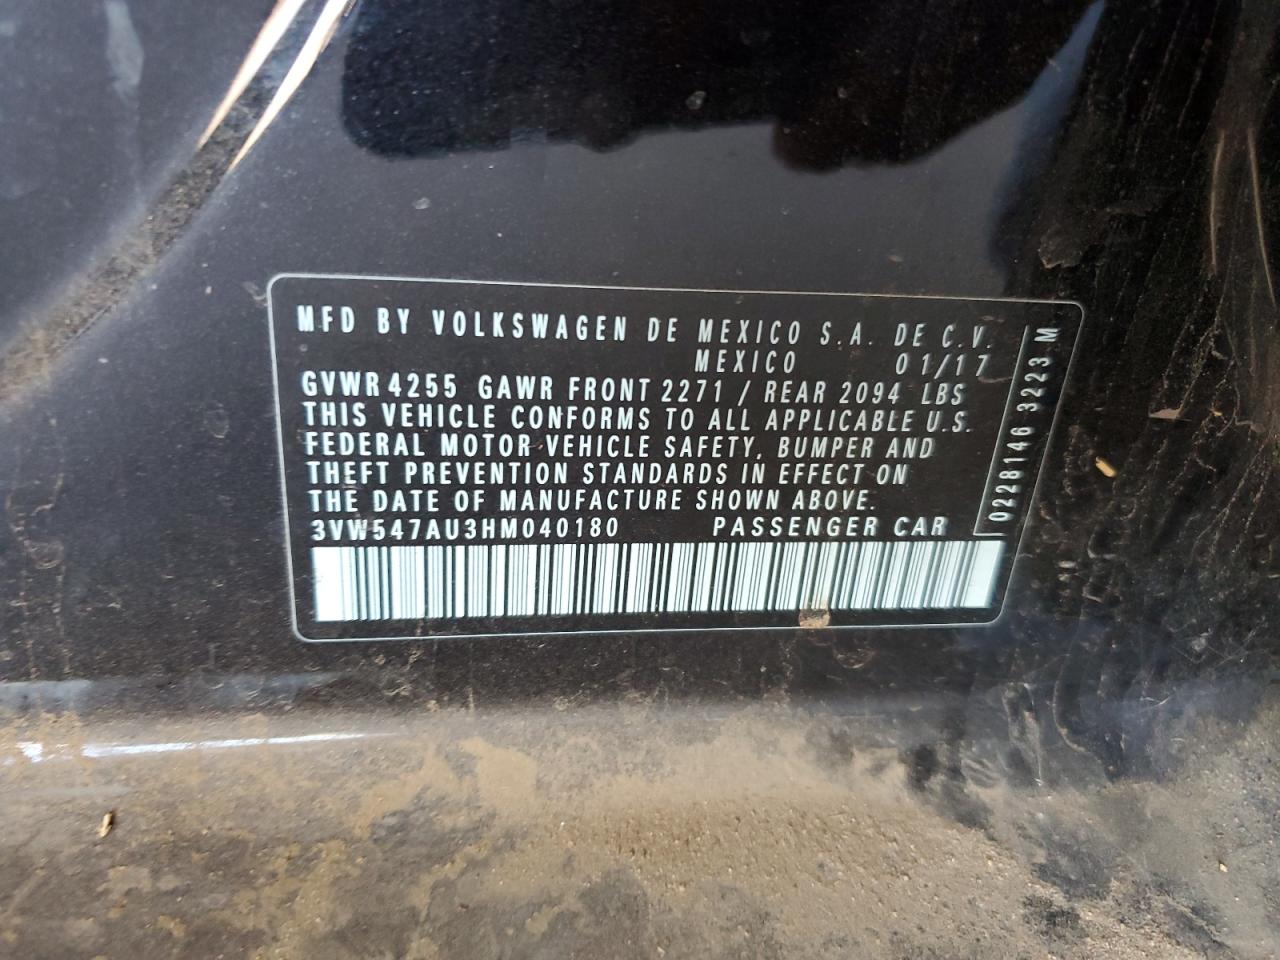 MFD BY VOLKSWAGEN DE MEXICO S.A. DE C.V.
MEXICO 01/17
GVWR 4255 GAWR FRONT 2271 / REAR 2094 LBS
THIS VEHICLE CONFORMS TO ALL APPLICABLE U.S.
FEDERAL MOTOR VEHICLE SAFETY, BUMPER AND
THEFT PREVENTION STANDARDS IN EFFECT ON
THE DATE OF MANUFACTURE SHOWN ABOVE.
3VW547AU3HM040180 PASSENGER CAR
0228146 3223 M